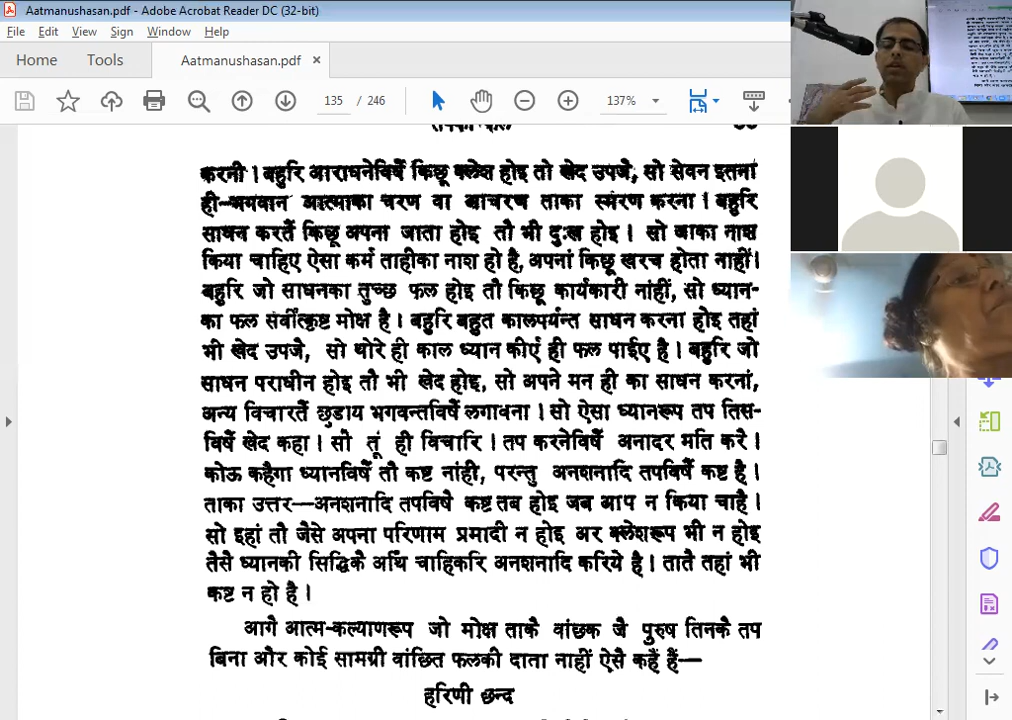 Aatmanushasan.pdf - Adobe Acrobat Reader DC (32-bit)
File Edit View Sign Window Help
Home Tools Aatmanushasan.pdf ×
135 / 246 137%
करनी । बहुरि आराधनेविषैं किछू क्लेश होइ तो खेद उपजै, सो सेवन इतना
ही—भगवान आत्माका चरण वा आचरण ताका स्मरण करना । बहुरि
साधन करतैं किछू अपना जाता होइ तौ भी दुःख होइ । सो जाका नाश
किया चाहिए ऐसा कर्म ताहीका नाश हो है, अपनां किछू खरच होता नाहीं ।
बहुरि जो साधनका तुच्छ फल होइ तौ किछू कार्यकारी नांहीं, सो ध्यान-
का फल सर्वोत्कृष्ट मोक्ष है । बहुरि बहुत कालपर्यन्त साधन करना होइ तहां
भी खेद उपजै, सो थोरे ही काल ध्यान कीएं ही फल पाईए है । बहुरि जो
साधन पराधीन होइ तौ भी खेद होइ, सो अपने मन ही का साधन करनां,
अन्य विचारतैं छुडाय भगवन्तविषैं लगावना । सो ऐसा ध्यानरूप तप तिस-
विषैं खेद कहा । सो तूं ही विचारि । तप करनेविषैं अनादर मति करै ।
कोऊ कहैगा ध्यानविषैं तौ कष्ट नांही, परन्तु अनशनादि तपविषैं कष्ट है ।
ताका उत्तर—अनशनादि तपविषै कष्ट तब होइ जब आप न किया चाहै ।
सो इहां तौ जैसे अपना परिणाम प्रमादी न होइ अर क्लेशरूप भी न होइ
तैसे ध्यानकी सिद्धिकै अर्थि चाहिकरि अनशनादि करिये है । तातै तहां भी
कष्ट न हो है ।
आगै आत्म-कल्याणरूप जो मोक्ष ताकै वांछक जै पुरुष तिनकै तप
बिना और कोई सामग्री वांछित फलकी दाता नाहीं ऐसै कहैं हैं—
हरिणी छन्द